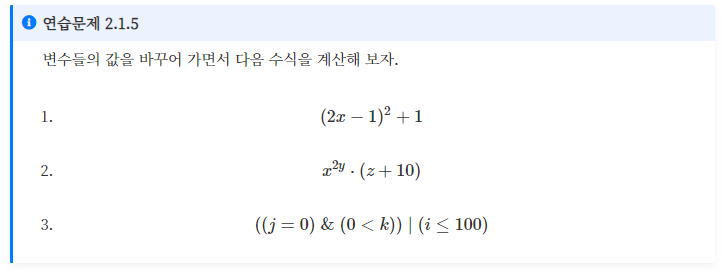 연습문제 2.1.5
변수들의 값을 바꾸어 가면서 다음 수식을 계산해 보자.
1. (2x − 1)² + 1
2. x²ʸ · (z + 10)
3. ((j = 0) & (0 < k)) | (i ≤ 100)